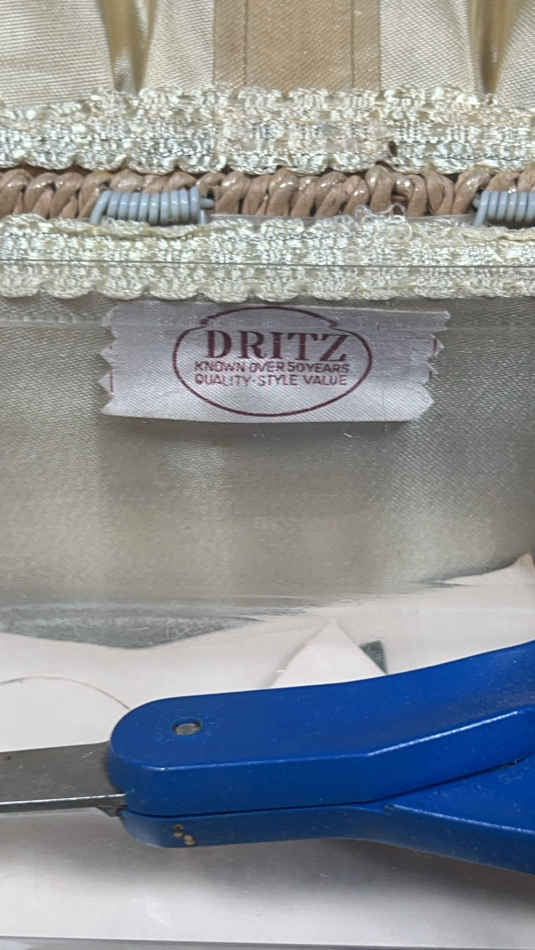 DRITZ
KNOWN OVER 50 YEARS
QUALITY-STYLE VALUE